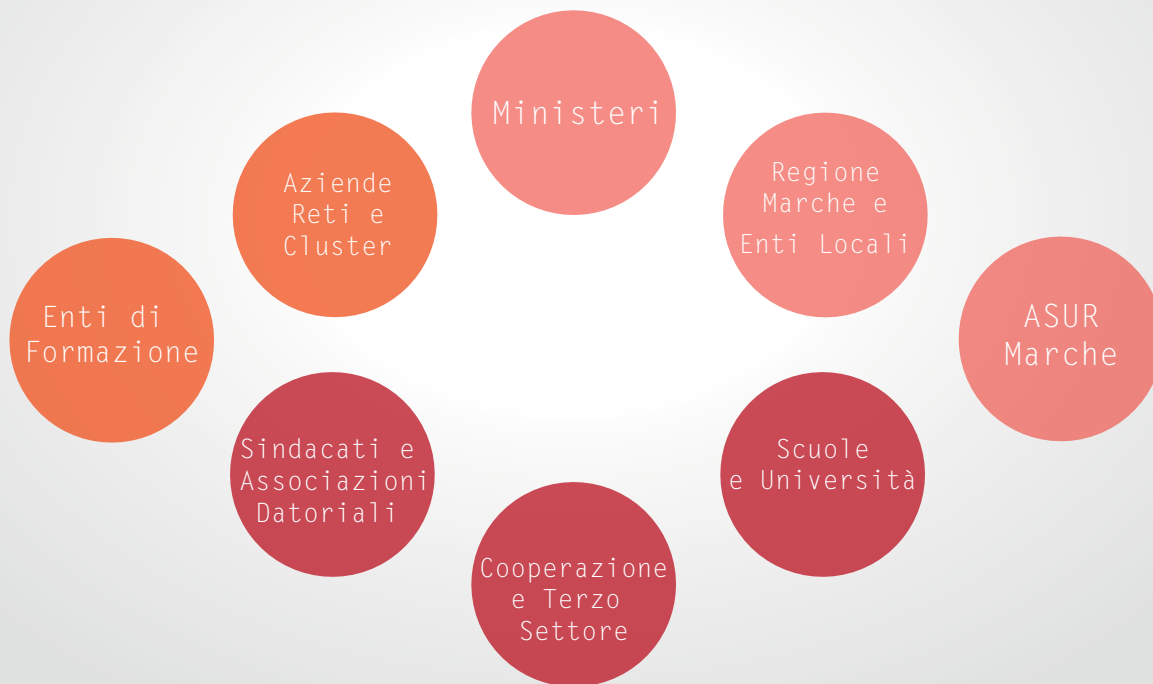 Ministeri
Aziende
Reti e
Cluster
Regione
Marche e
Enti Locali
Enti di
Formazione
ASUR
Marche
Sindacati e
Associazioni
Datoriali
Scuole
e Università
Cooperazione
e Terzo
Settore